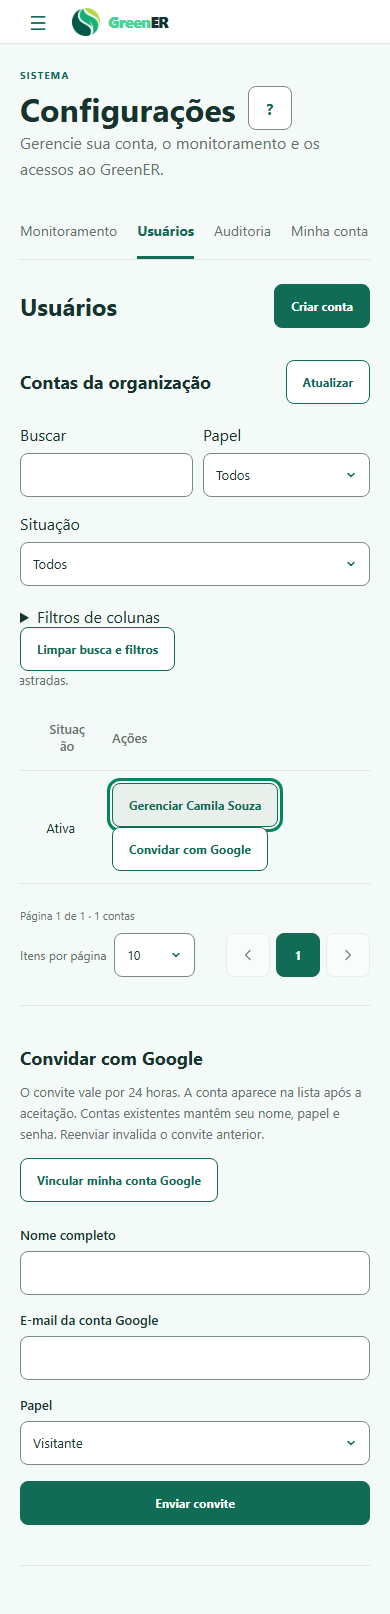 GreenER
SISTEMA
Configurações ?
Gerencie sua conta, o monitoramento e os
acessos ao GreenER.
Monitoramento Usuários Auditoria Minha conta
Usuários Criar conta
Contas da organização Atualizar
Buscar Papel
Todos
Situação
Todos
Filtros de colunas
Limpar busca e filtros
astradas.
Situaç
ão
Ações
Gerenciar Camila Souza
Ativa
Convidar com Google
Página 1 de 1 · 1 contas
Itens por página 10 1
Convidar com Google
O convite vale por 24 horas. A conta aparece na lista após a
aceitação. Contas existentes mantêm seu nome, papel e
senha. Reenviar invalida o convite anterior.
Vincular minha conta Google
Nome completo
E-mail da conta Google
Papel
Visitante
Enviar convite